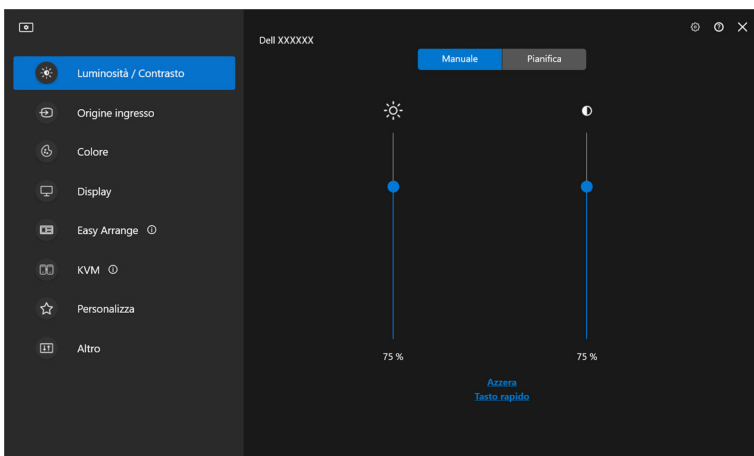 Dell XXXXXX
Manuale
Pianifica
Luminosità / Contrasto
Origine ingresso
Colore
Display
Easy Arrange
KVM
Personalizza
Altro
75 %
75 %
Azzera
Tasto rapido